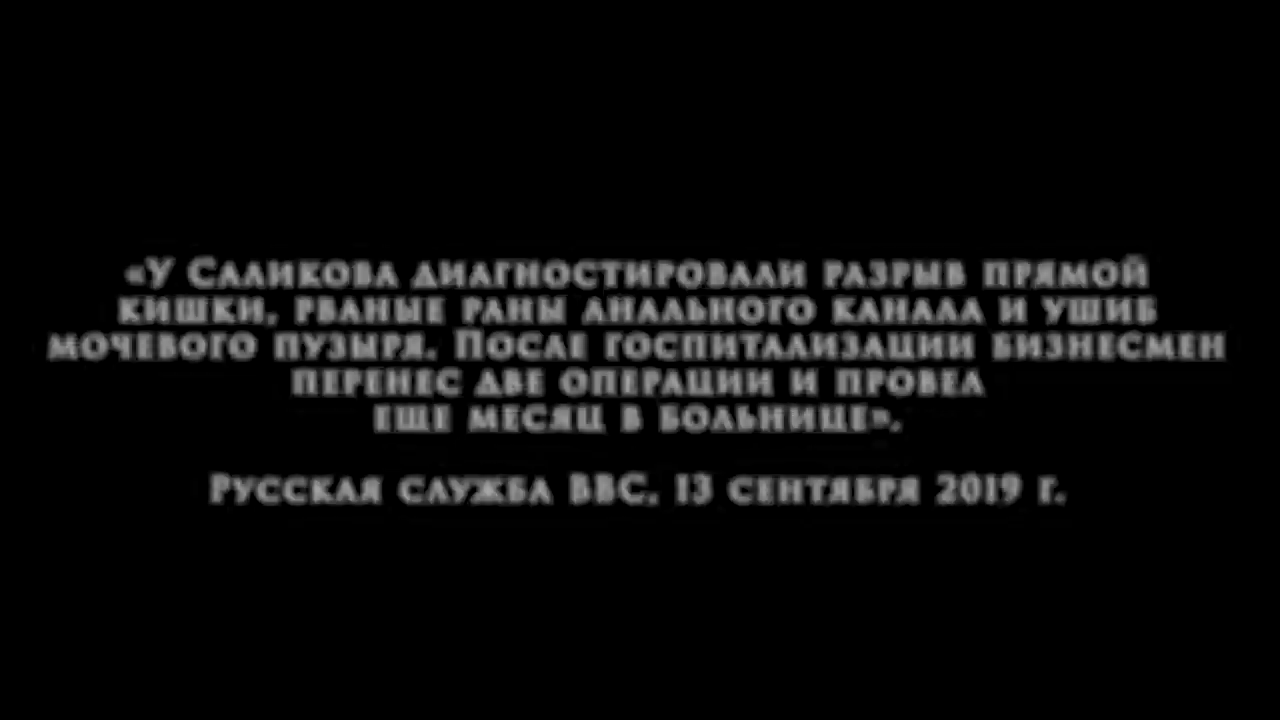 «У Саликова диагностировали разрыв прямой
кишки, рваные раны анального канала и ушиб
мочевого пузыря. После госпитализации бизнесмен
перенес две операции и провел
еще месяц в больнице».
Русская служба BBC, 13 сентября 2019 г.